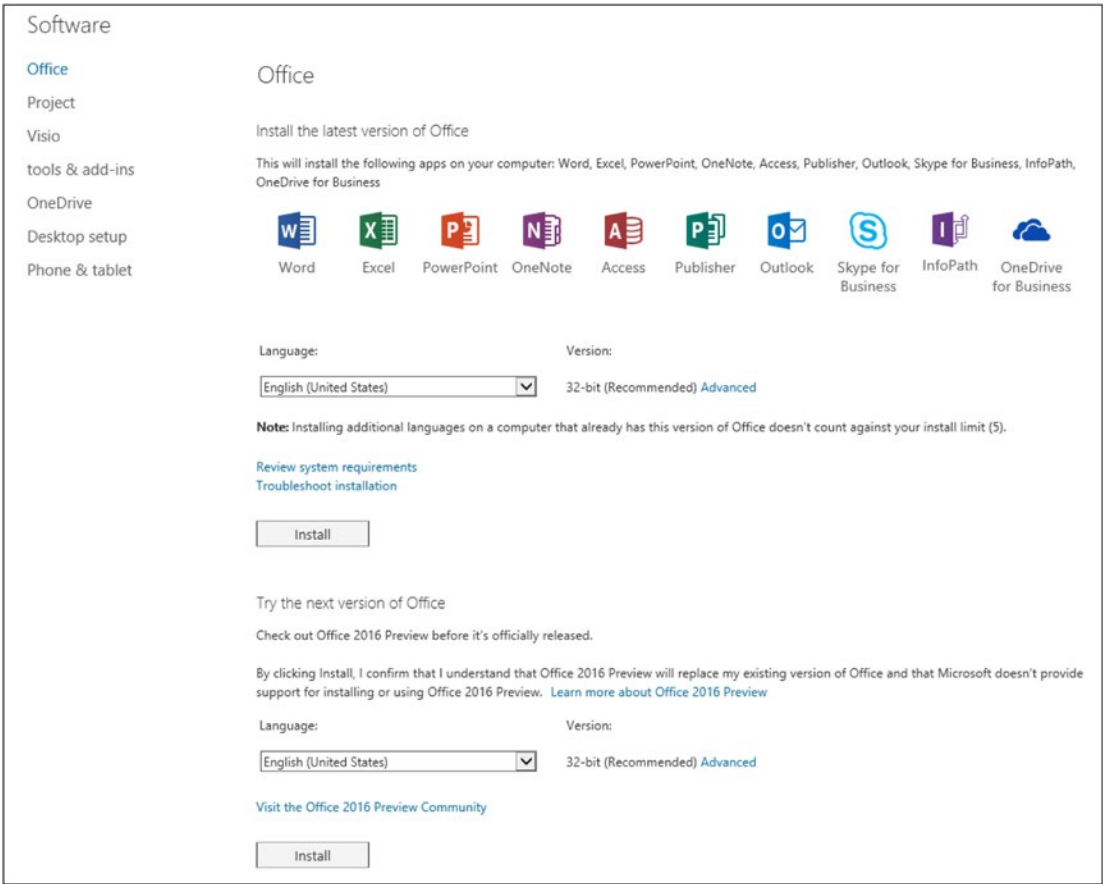 Software
Office
Project
Visio
tools & add-ins
OneDrive
Desktop setup
Phone & tablet
Office
Install the latest version of Office
This will install the following apps on your computer: Word, Excel, PowerPoint, OneNote, Access, Publisher, Outlook, Skype for Business, InfoPath,
OneDrive for Business
Word Excel PowerPoint OneNote Access Publisher Outlook Skype for Business InfoPath OneDrive for Business
Language: Version:
English (United States) 32-bit (Recommended) Advanced
Note: Installing additional languages on a computer that already has this version of Office doesn't count against your install limit (5).
Review system requirements
Troubleshoot installation
Install
Try the next version of Office
Check out Office 2016 Preview before it's officially released.
By clicking Install, I confirm that I understand that Office 2016 Preview will replace my existing version of Office and that Microsoft doesn't provide
support for installing or using Office 2016 Preview. Learn more about Office 2016 Preview
Language: Version:
English (United States) 32-bit (Recommended) Advanced
Visit the Office 2016 Preview Community
Install